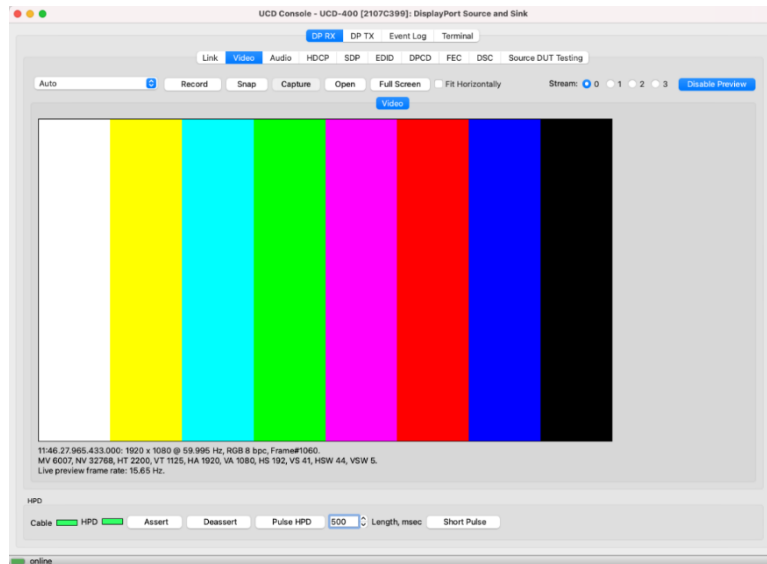 UCD Console - UCD-400 [2107C399]: DisplayPort Source and Sink
DP RX DP TX Event Log Terminal
Link Video Audio HDCP SDP EDID DPCD FEC DSC Source DUT Testing
Auto Record Snap Capture Open Full Screen Fit Horizontally Stream: 0 1 2 3 Disable Preview
Video
11:46.27.965.433.000: 1920 x 1080 @ 59.995 Hz, RGB 8 bpc, Frame#1060.
MV 6007, NV 32768, HT 2200, VT 1125, HA 1920, VA 1080, HS 192, VS 41, HSW 44, VSW 5.
Live preview frame rate: 15.65 Hz.
HPD
Cable HPD Assert Deassert Pulse HPD 500 Length, msec Short Pulse
online